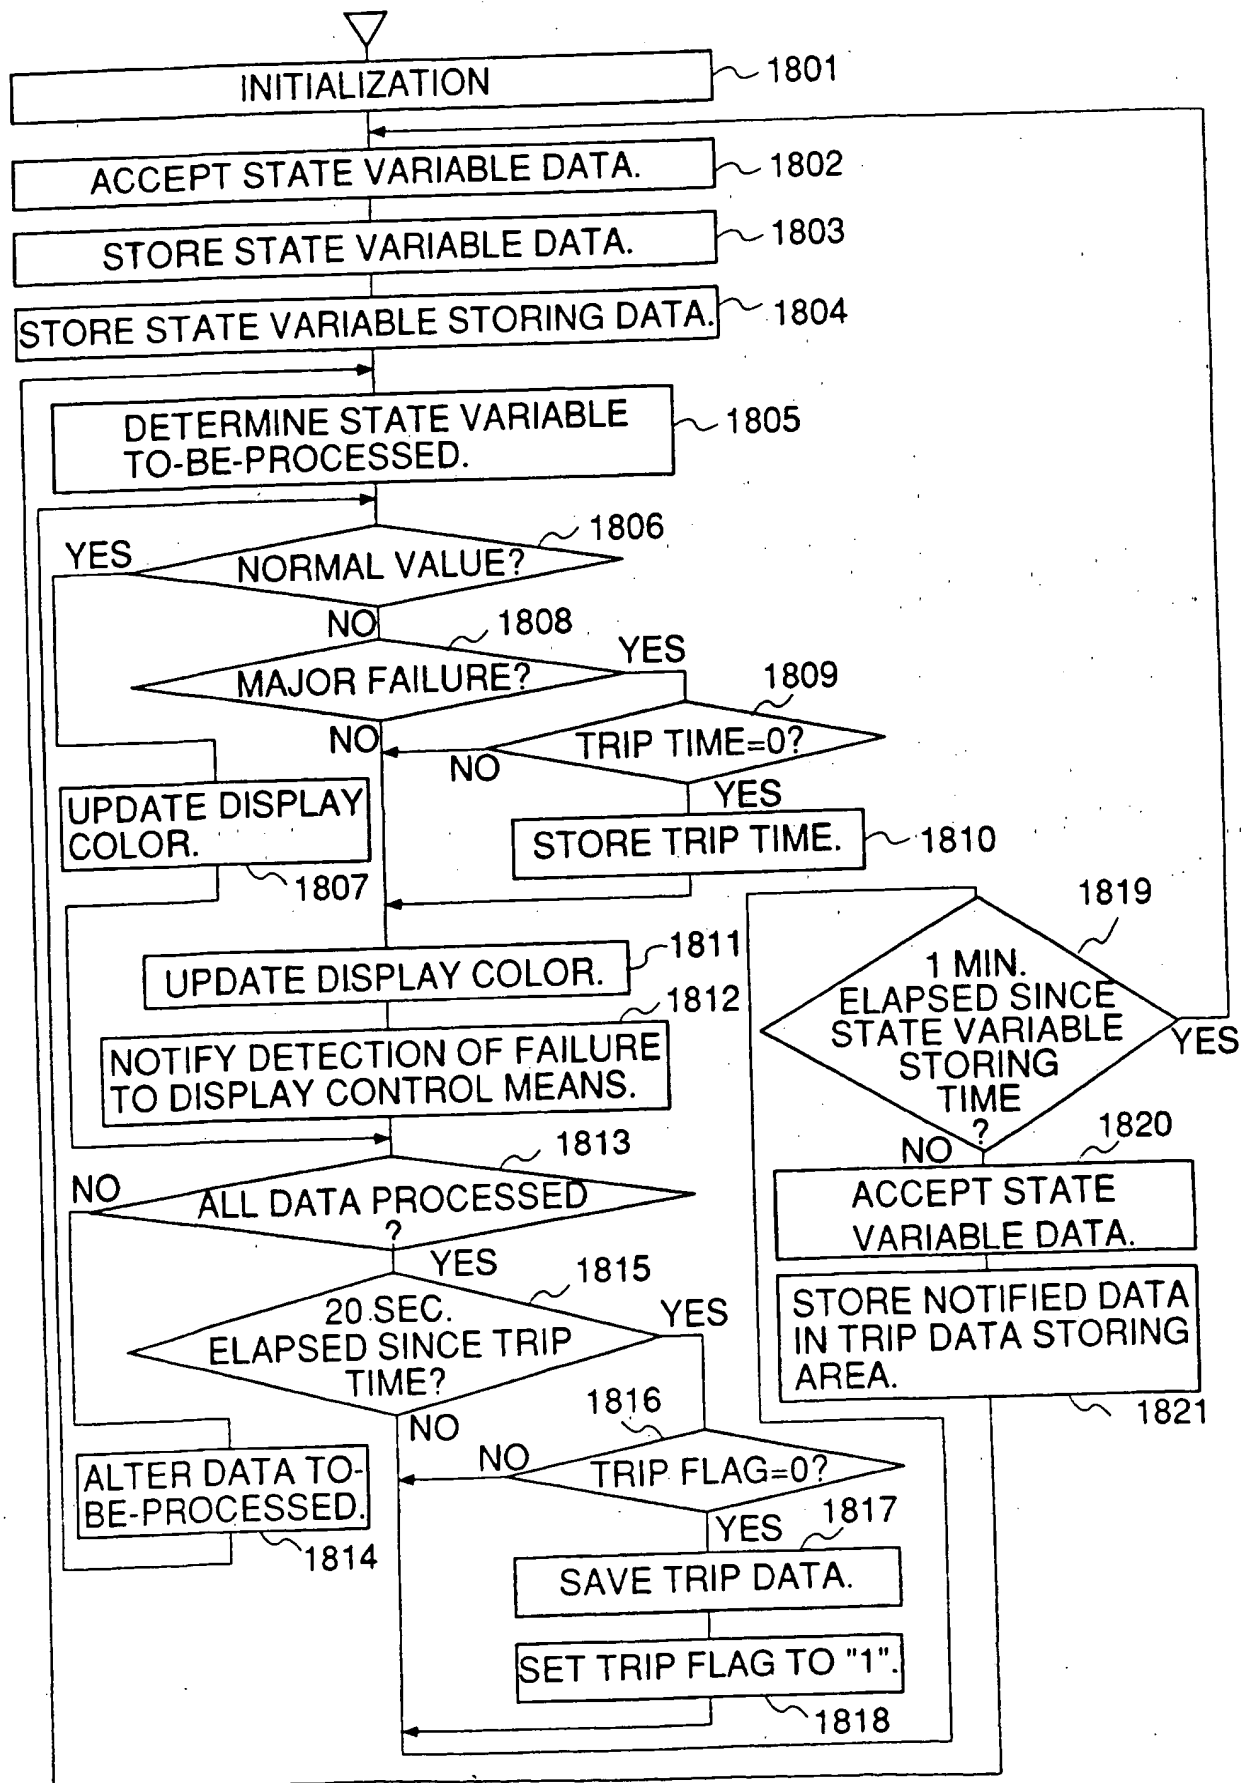 INITIALIZATION
1801
ACCEPT STATE VARIABLE DATA.
1802
STORE STATE VARIABLE DATA.
1803
STORE STATE VARIABLE STORING DATA.
1804
DETERMINE STATE VARIABLE
TO-BE-PROCESSED.
1805
1806
YES
NORMAL VALUE?
NO
1808
YES
MAJOR FAILURE?
1809
NO
TRIP TIME=0?
NO
YES
UPDATE DISPLAY
COLOR.
1807
STORE TRIP TIME.
1810
1819
1 MIN.
ELAPSED SINCE
STATE VARIABLE
STORING
TIME
?
YES
NO
1811
UPDATE DISPLAY COLOR.
1812
NOTIFY DETECTION OF FAILURE
TO DISPLAY CONTROL MEANS.
1820
ACCEPT STATE
VARIABLE DATA.
1813
NO
ALL DATA PROCESSED
?
YES
1815
20 SEC.
ELAPSED SINCE TRIP
TIME?
YES
NO
STORE NOTIFIED DATA
IN TRIP DATA STORING
AREA.
1821
1816
NO
TRIP FLAG=0?
YES
1817
ALTER DATA TO-
BE-PROCESSED.
1814
SAVE TRIP DATA.
SET TRIP FLAG TO "1".
1818